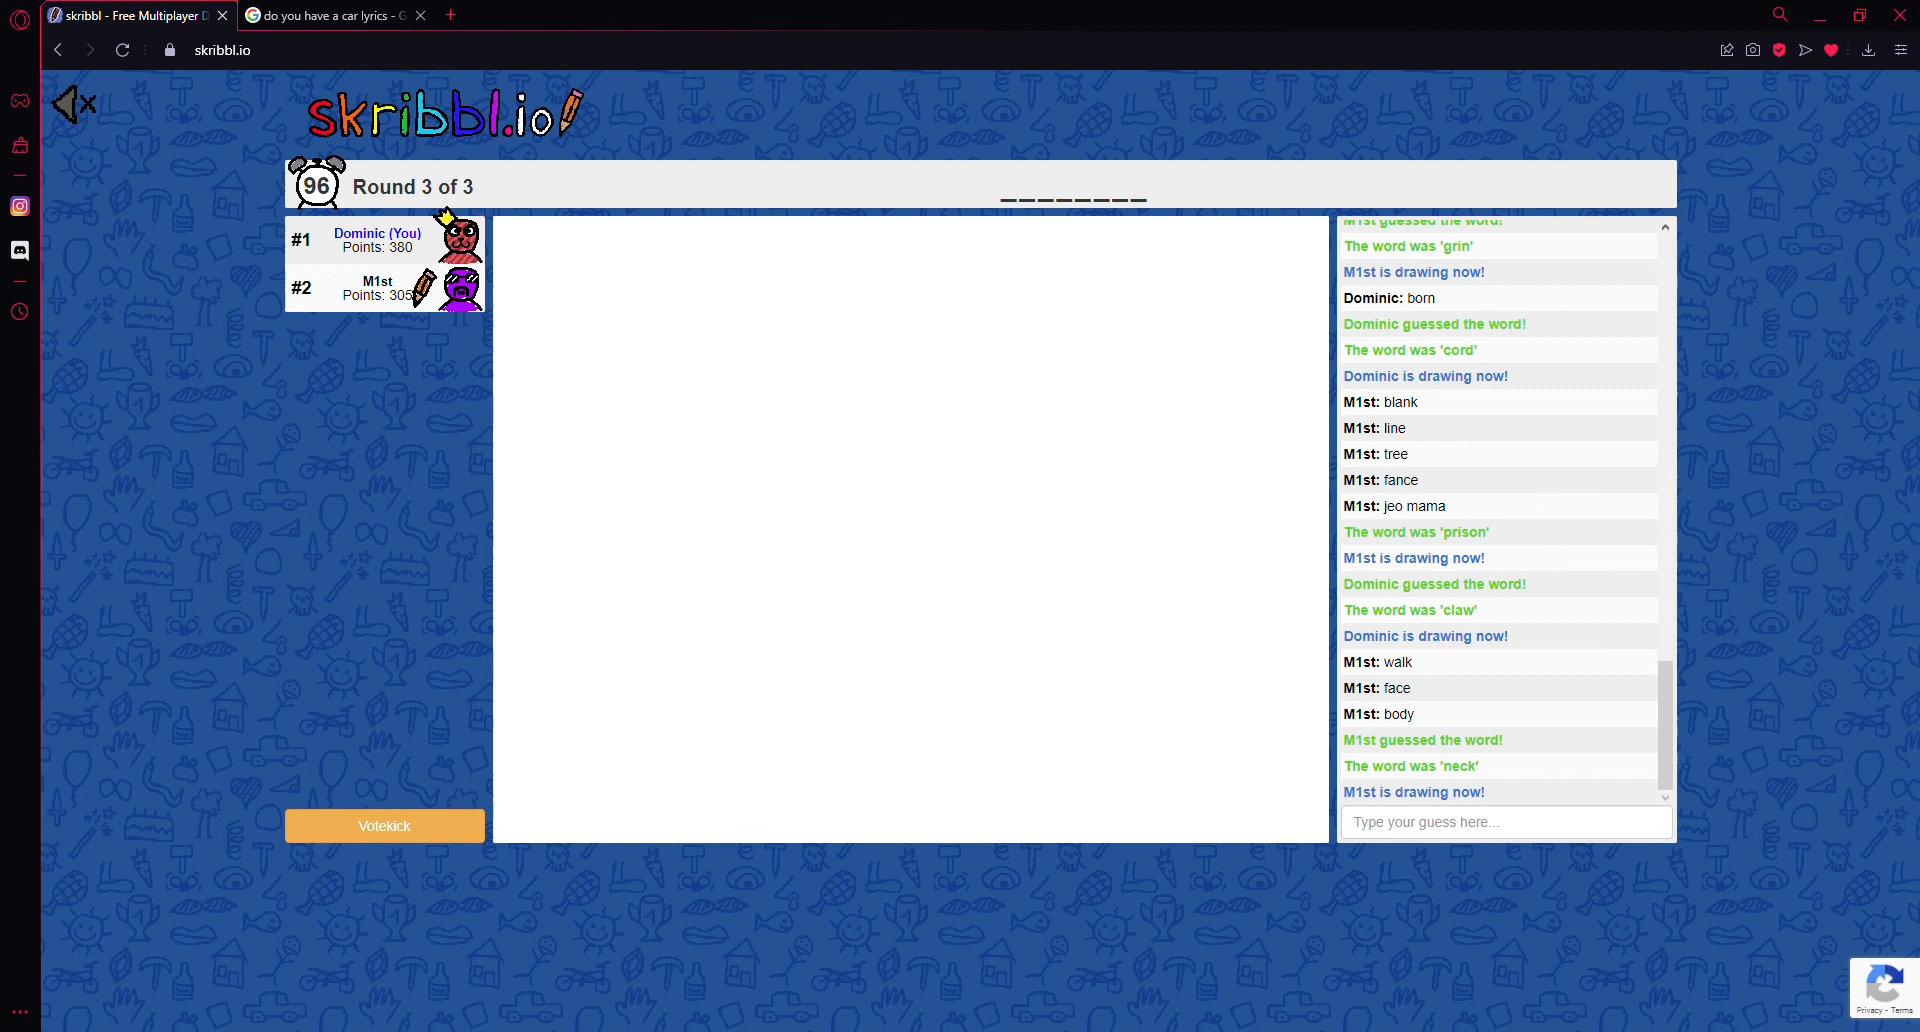 skribbl - Free Multiplayer D
do you have a car lyrics - G
skribbl.io
skribbl.io
96
Round 3 of 3
________
#1
Dominic (You)
Points: 380
#2
M1st
Points: 305
Votekick
M1st guessed the word!
The word was 'grin'
M1st is drawing now!
Dominic: born
Dominic guessed the word!
The word was 'cord'
Dominic is drawing now!
M1st: blank
M1st: line
M1st: tree
M1st: fance
M1st: jeo mama
The word was 'prison'
M1st is drawing now!
Dominic guessed the word!
The word was 'claw'
Dominic is drawing now!
M1st: walk
M1st: face
M1st: body
M1st guessed the word!
The word was 'neck'
M1st is drawing now!
Type your guess here...
Privacy - Terms